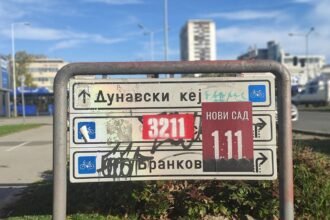 Дунавски кеј
3211
НОВИ САД
1.11
Бранков